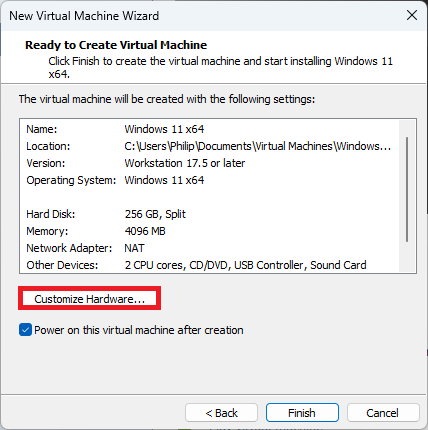 New Virtual Machine Wizard
Ready to Create Virtual Machine
Click Finish to create the virtual machine and start installing Windows 11
x64.
The virtual machine will be created with the following settings:
Name: Windows 11 x64
Location: C:\Users\Philip\Documents\Virtual Machines\Windows...
Version: Workstation 17.5 or later
Operating System: Windows 11 x64
Hard Disk: 256 GB, Split
Memory: 4096 MB
Network Adapter: NAT
Other Devices: 2 CPU cores, CD/DVD, USB Controller, Sound Card
Customize Hardware...
Power on this virtual machine after creation
< Back Finish Cancel